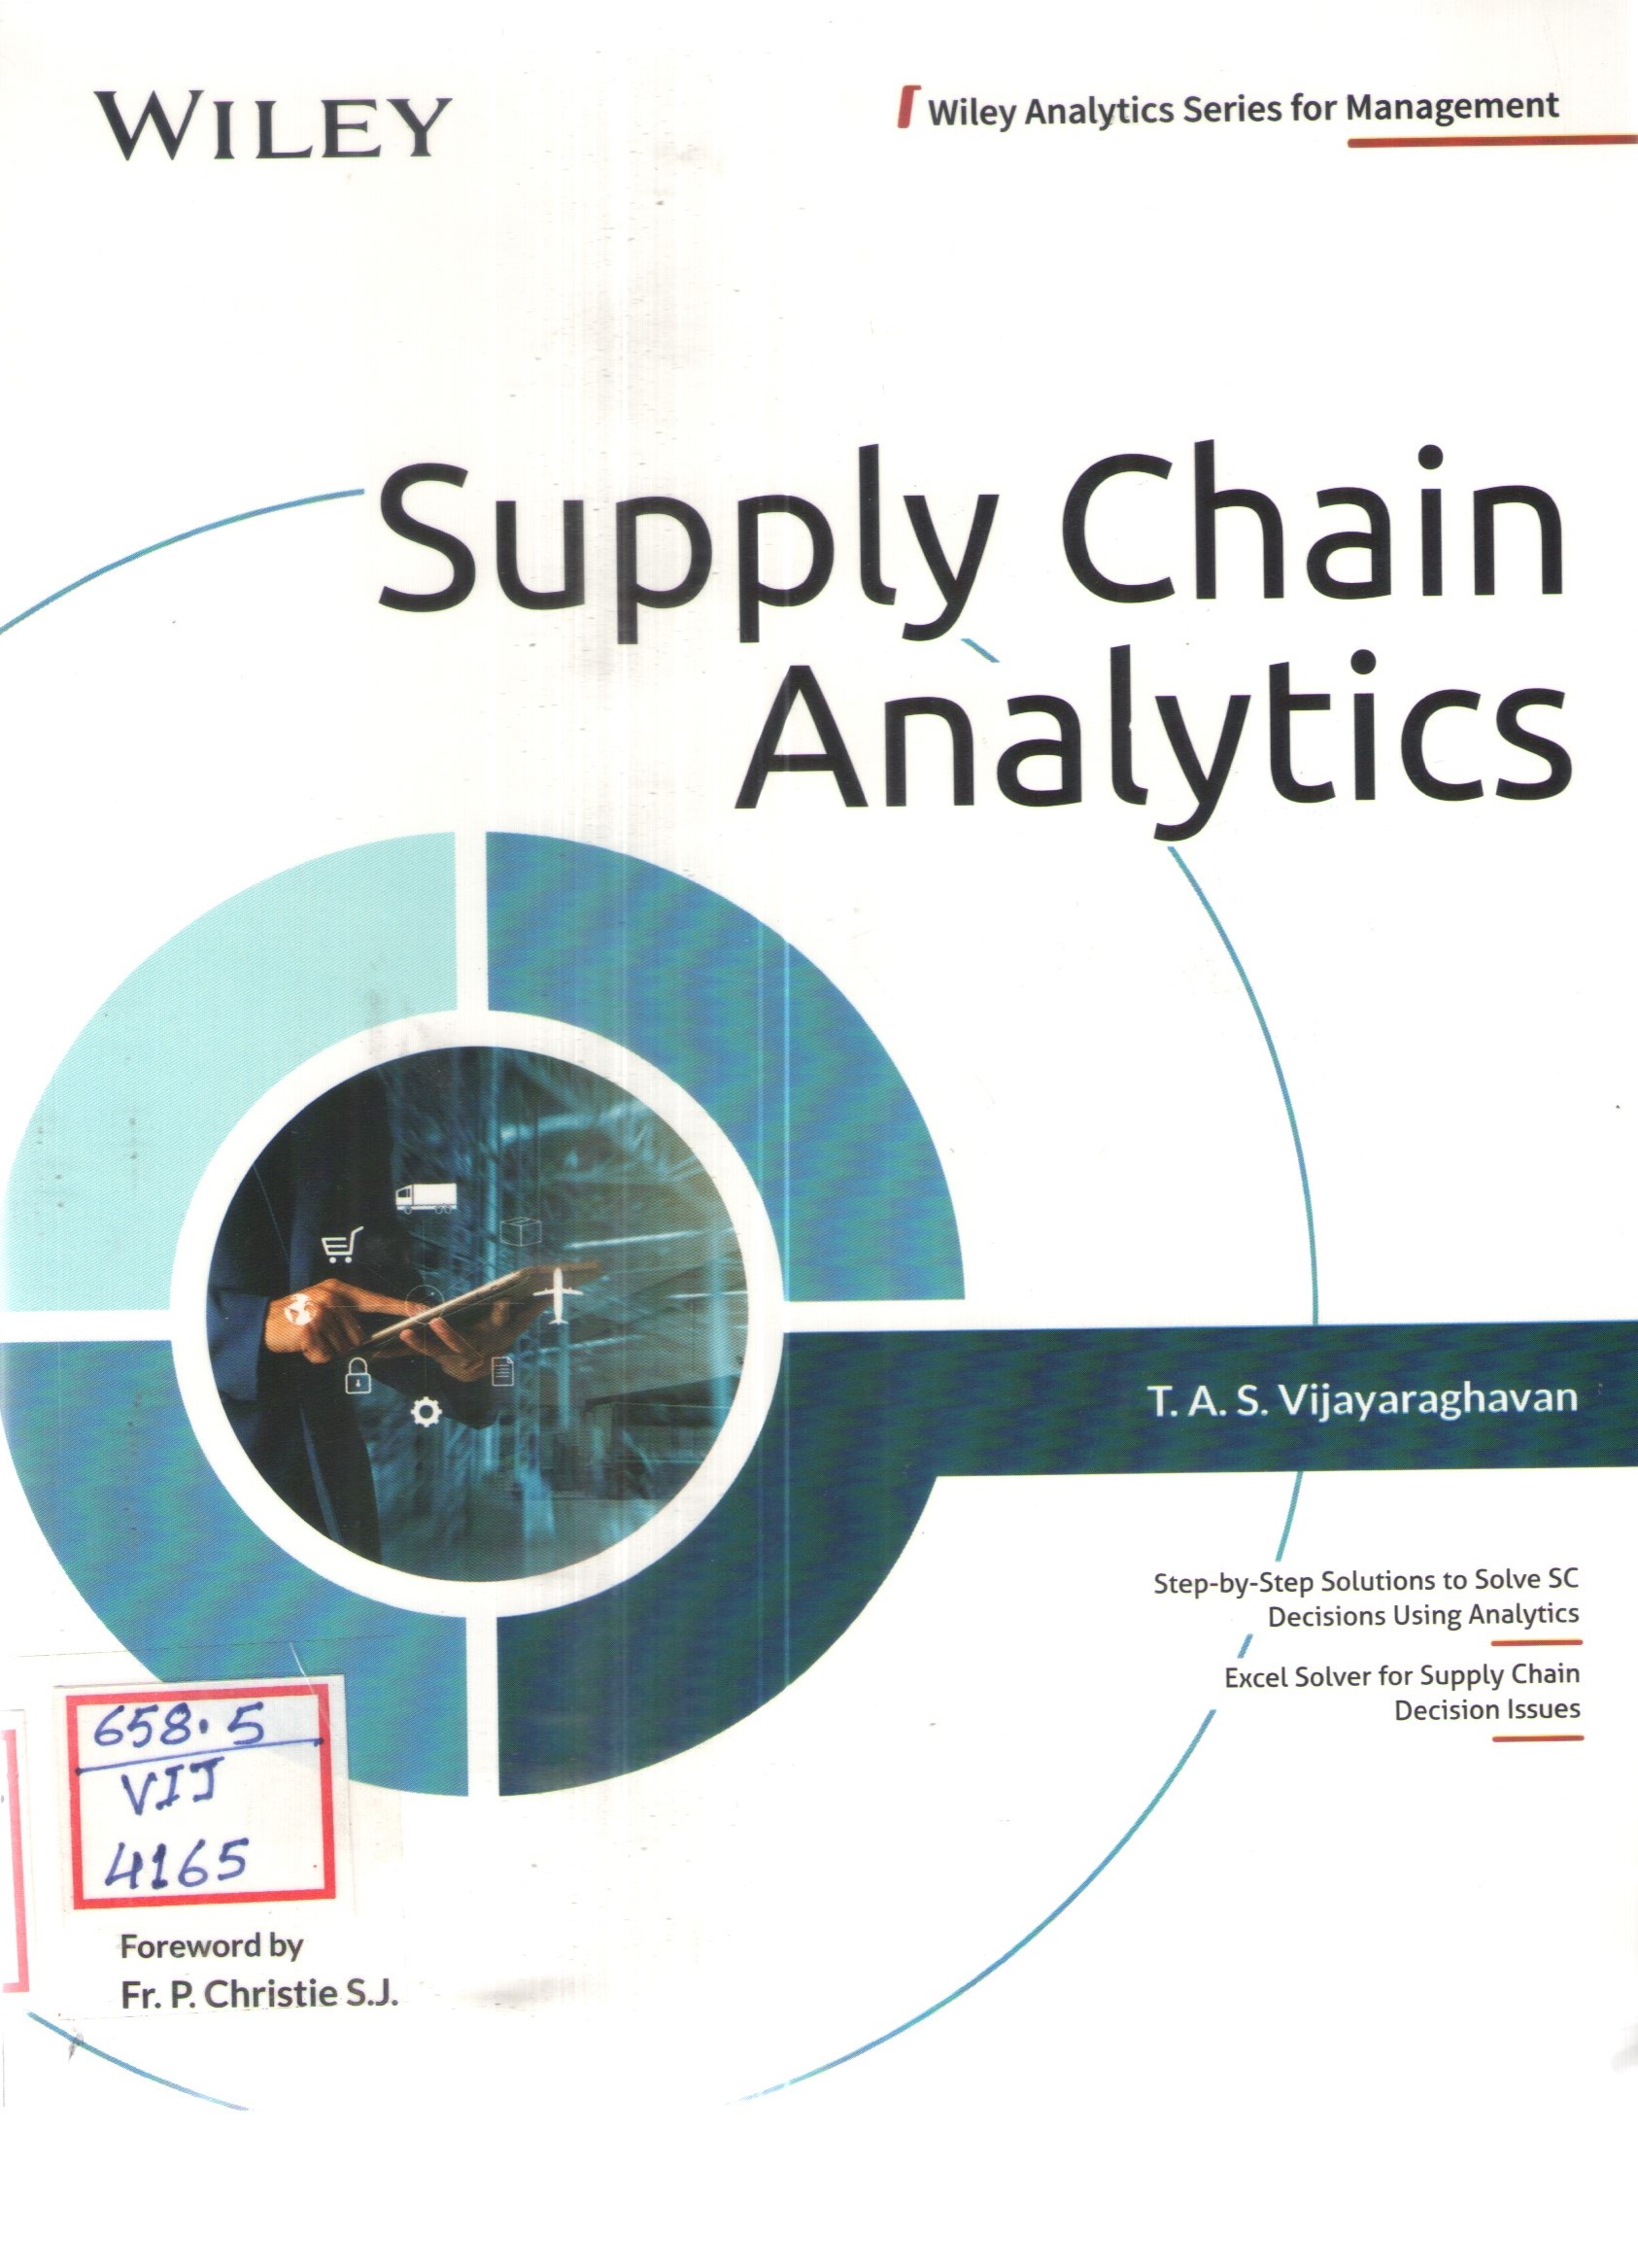 WILEY
Wiley Analytics Series for Management
Supply Chain
Analytics
T. A. S. Vijayaraghavan
Step-by-Step Solutions to Solve SC
Decisions Using Analytics
Excel Solver for Supply Chain
Decision Issues
658.5
VIJ
4165
Foreword by
Fr. P. Christie S.J.